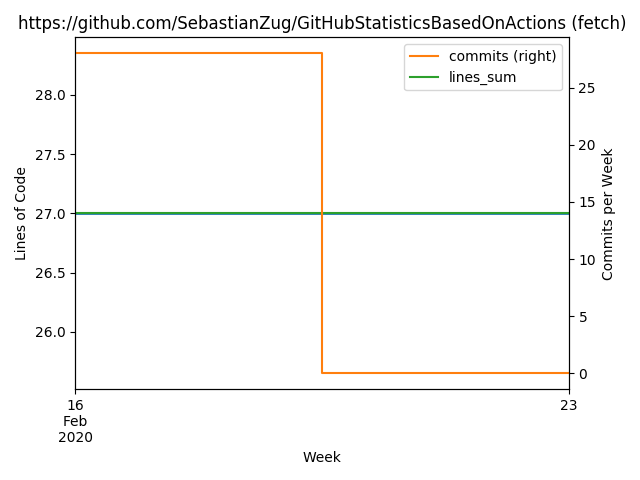 https://github.com/SebastianZug/GitHubStatisticsBasedOnActions (fetch)
commits (right)
lines_sum
Lines of Code
28.0
27.5
27.0
26.5
26.0
Commits per Week
25
20
15
10
5
0
16
Feb
2020
23
Week